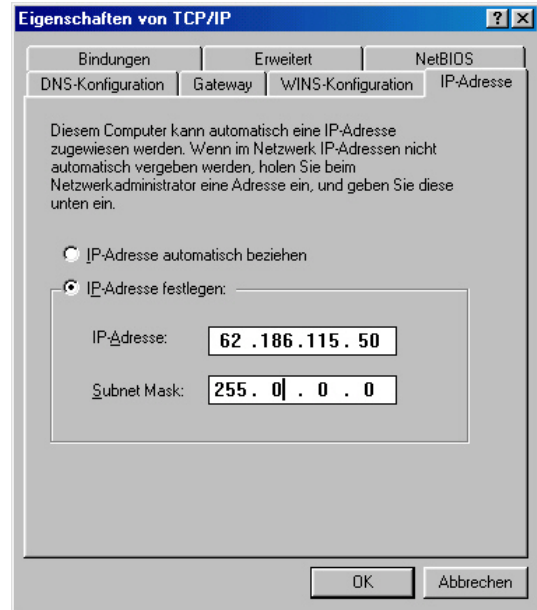 Eigenschaften von TCP/IP
Bindungen Erweitert NetBIOS
DNS-Konfiguration Gateway WINS-Konfiguration IP-Adresse
Diesem Computer kann automatisch eine IP-Adresse
zugewiesen werden. Wenn im Netzwerk IP-Adressen nicht
automatisch vergeben werden, holen Sie beim
Netzwerkadministrator eine Adresse ein, und geben Sie diese
unten ein.
IP-Adresse automatisch beziehen
IP-Adresse festlegen:
IP-Adresse: 62 .186.115. 50
Subnet Mask: 255. 0 . 0 . 0
OK Abbrechen